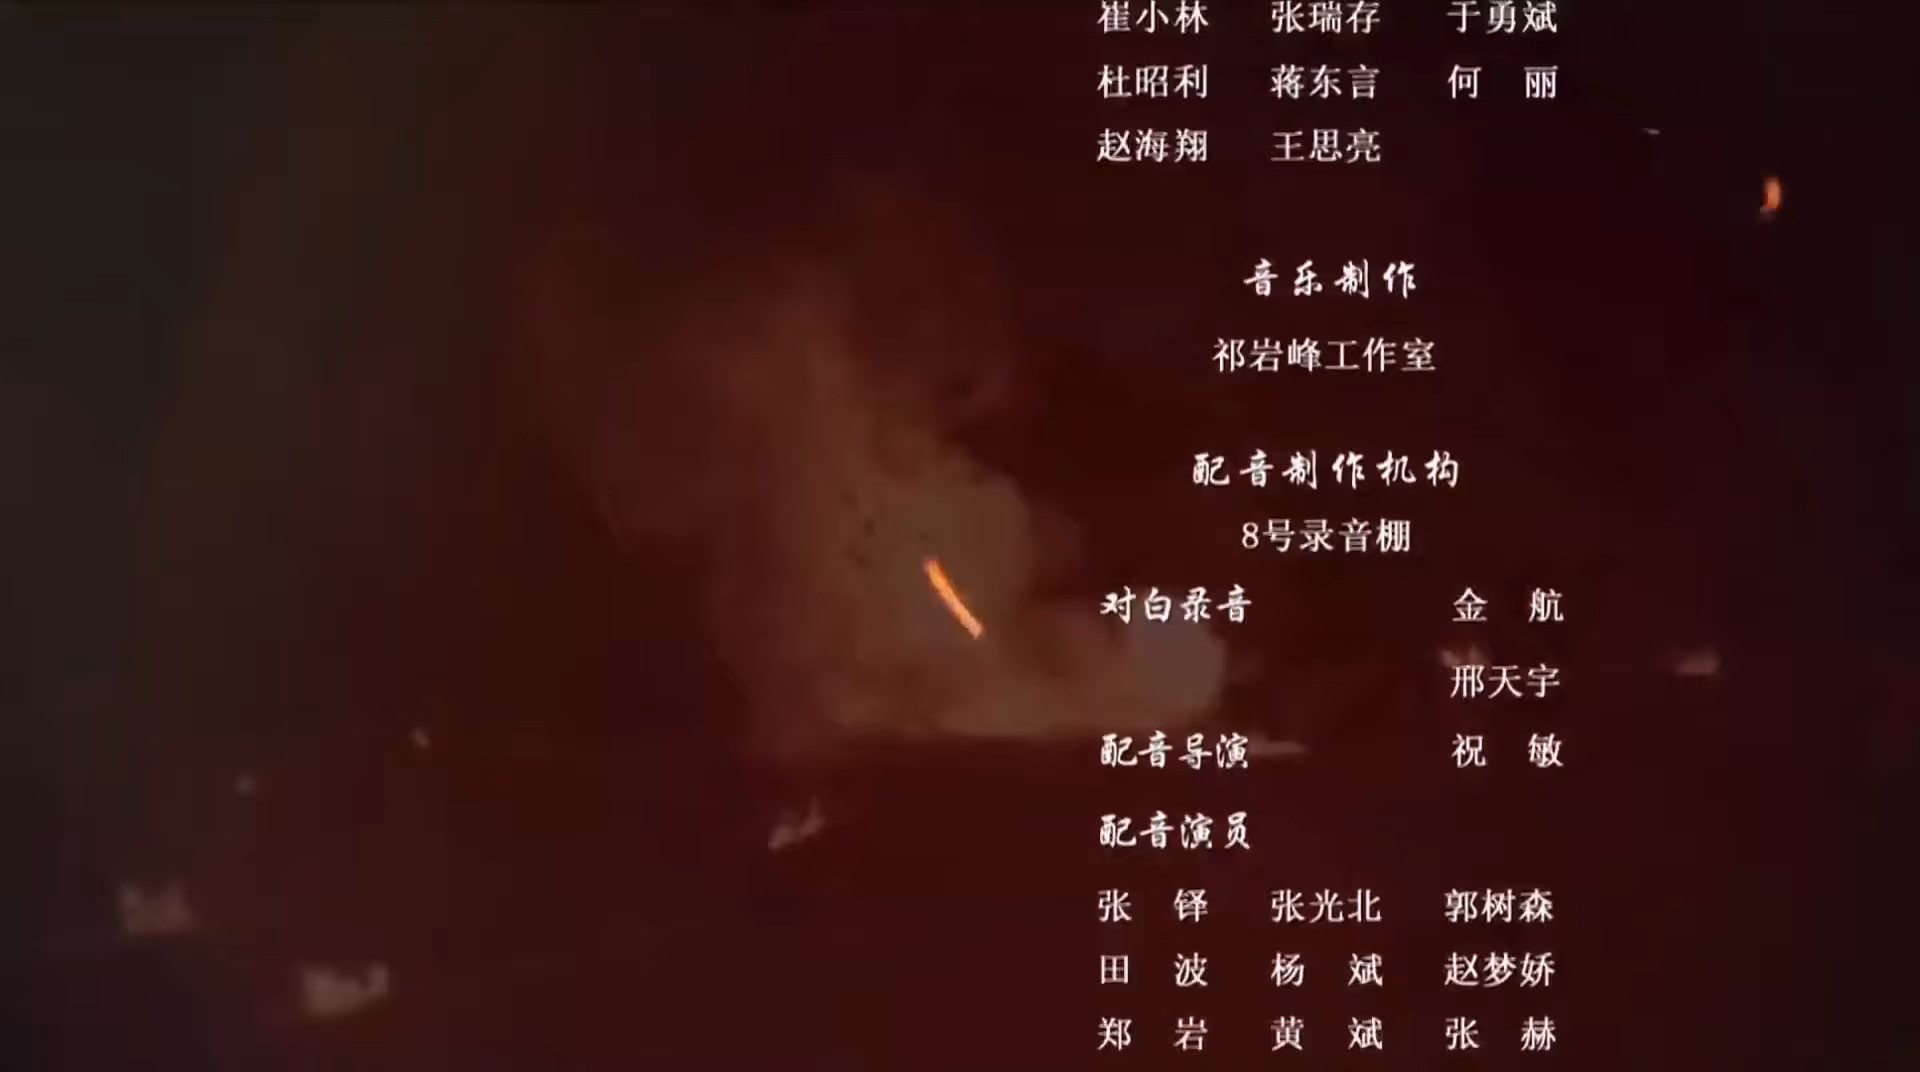 崔小林 张瑞存 于勇斌
杜昭利 蒋东言 何 丽
赵海翔 王思亮
音乐制作
祁岩峰工作室
配音制作机构
8号录音棚
对白录音 金 航
邢天宇
配音导演 祝 敏
配音演员
张 铎 张光北 郭树森
田 波 杨 斌 赵梦娇
郑 岩 黄 斌 张 赫